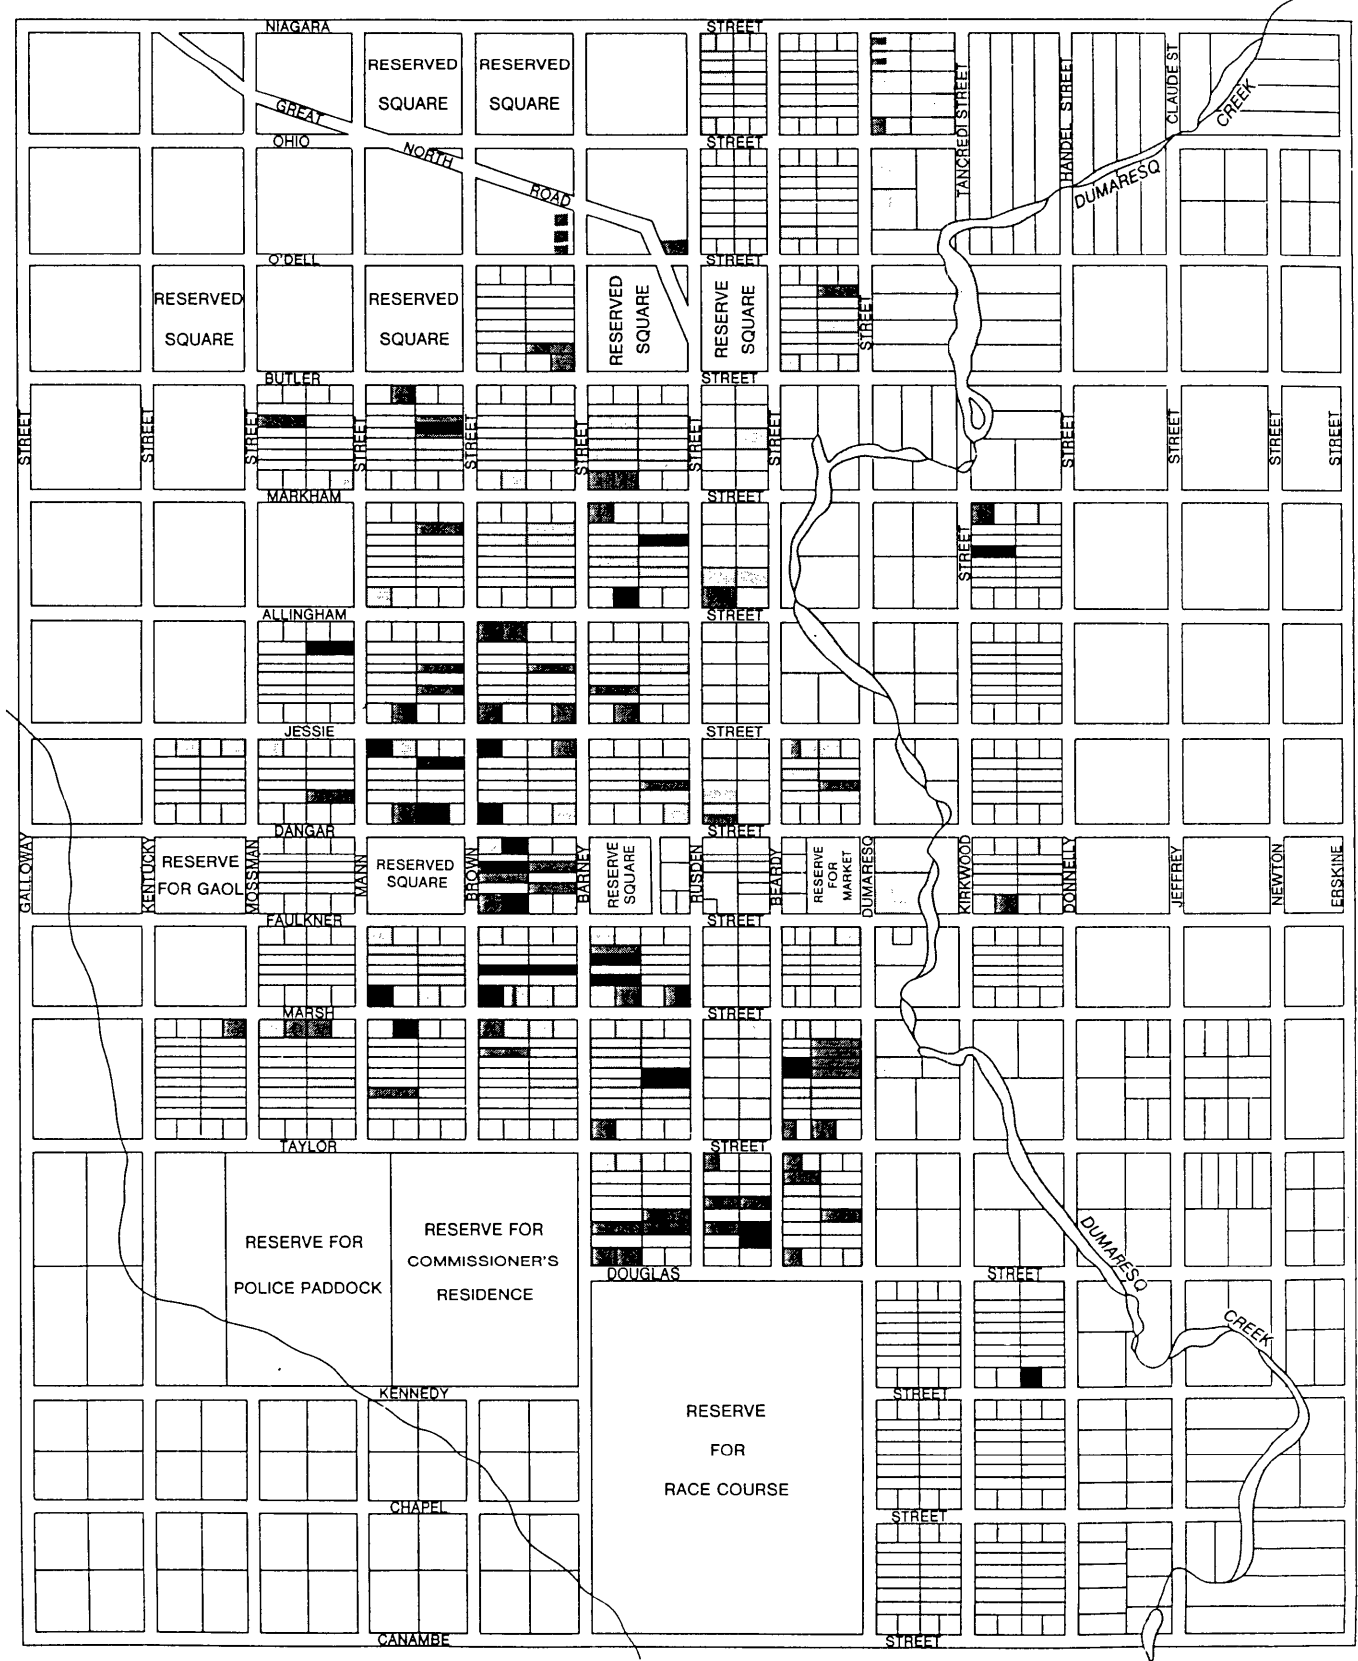 NIAGARA STREET
RESERVED
SQUARE
RESERVED
SQUARE
GREAT
NORTH
ROAD
TANCREDI STREET
HANDEL STREET
CLAUDE ST
CREEK
DUMARESQ
OHIO STREET
O'DELL STREET
RESERVED
SQUARE
RESERVED
SQUARE
RESERVED
SQUARE
RESERVE
SQUARE
STREET
BUTLER STREET
STREET
STREET
STREET
STREET
STREET
STREET
STREET
STREET
STREET
STREET
STREET
STREET
MARKHAM STREET
STREET
ALLINGHAM STREET
JESSIE STREET
DANGAR STREET
GALLOWAY
KENTUCKY
RESERVE
FOR GAOL
MOSSMAN
MANN
RESERVED
SQUARE
BROWN
BARNEY
RESERVE
SQUARE
RUSDEN
BEARDY
RESERVE
FOR
MARKET
DUMARESQ
KIRKWOOD
DONNELLY
JEFFREY
NEWTON
ERSKINE
FAULKNER STREET
MARSH STREET
TAYLOR STREET
RESERVE FOR
POLICE PADDOCK
RESERVE FOR
COMMISSIONER'S
RESIDENCE
DUMARESQ
CREEK
DOUGLAS STREET
KENNEDY STREET
RESERVE
FOR
RACE COURSE
CHAPEL STREET
CANAMBE STREET